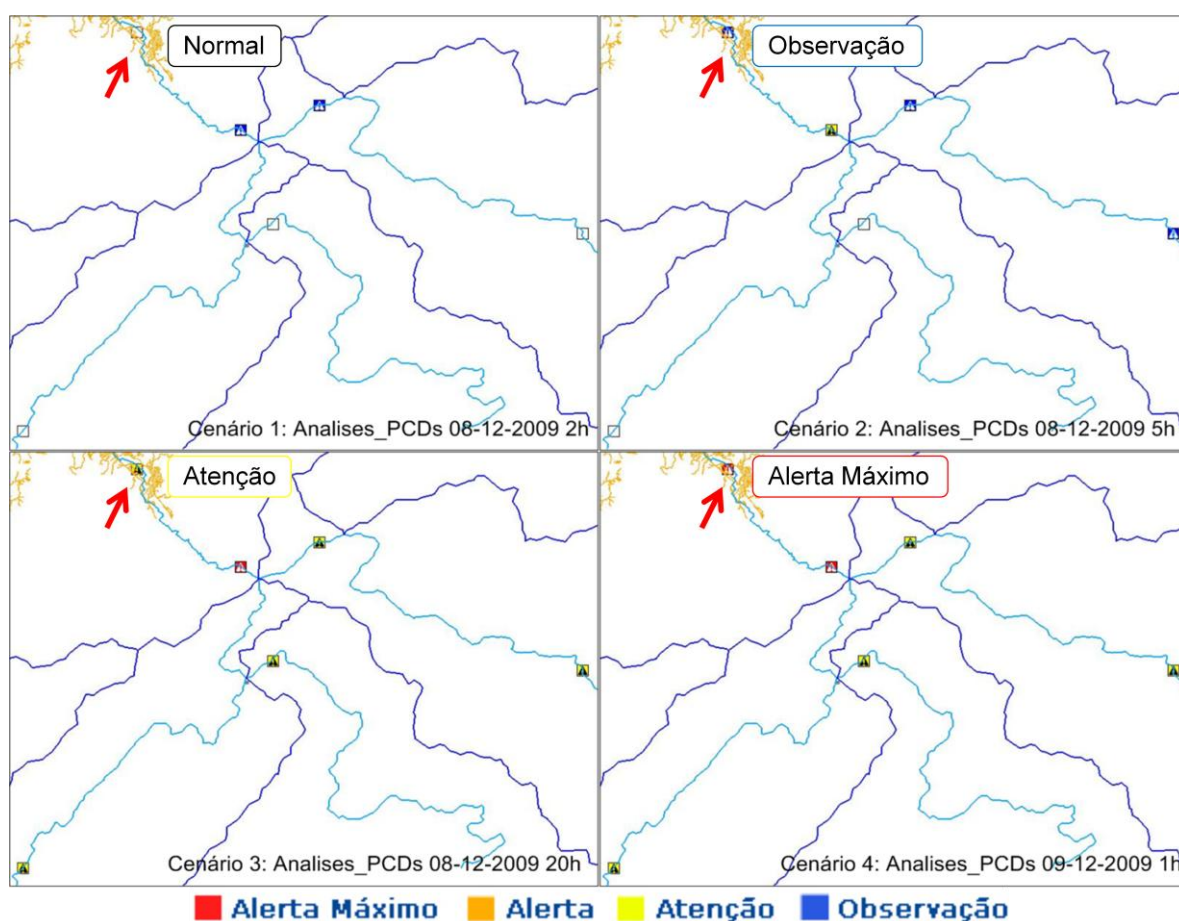 Normal
Observação
Cenário 1: Analises_PCDs 08-12-2009 2h
Cenário 2: Analises_PCDs 08-12-2009 5h
Atenção
Alerta Máximo
Cenário 3: Analises_PCDs 08-12-2009 20h
Cenário 4: Analises_PCDs 09-12-2009 1h
Alerta Máximo Alerta Atenção Observação